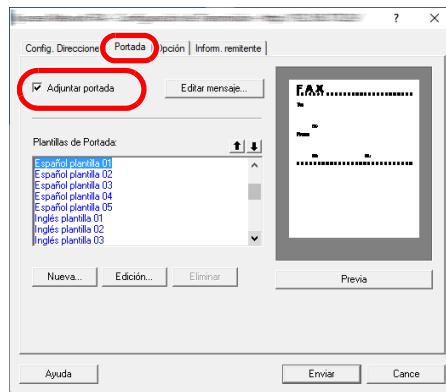 ?
Config. Direccione Portada Opción Inform. remitente
Adjuntar portada
Editar mensaje...
Plantillas de Portada:
Español plantilla 01
Español plantilla 02
Español plantilla 03
Español plantilla 04
Español plantilla 05
Inglés plantilla 01
Inglés plantilla 02
Inglés plantilla 03
Nueva... Edición... Eliminar
FAX
Previa
Ayuda Enviar Cance